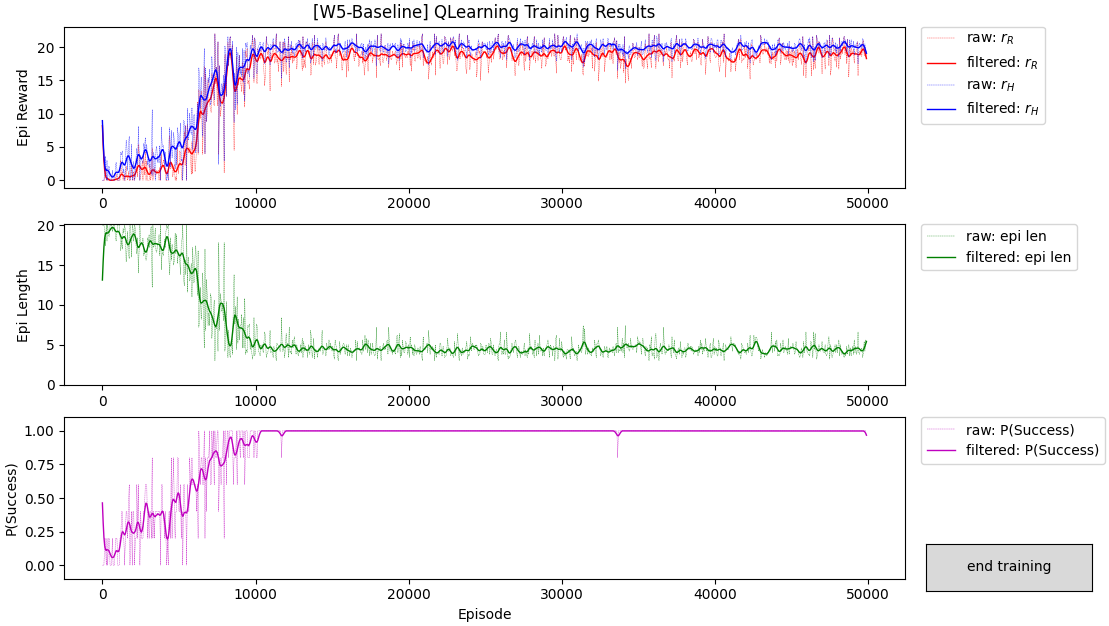 [W5-Baseline] QLearning Training Results
Epi Reward
20
15
10
5
0
0 10000 20000 30000 40000 50000
raw: r_R
filtered: r_R
raw: r_H
filtered: r_H
Epi Length
20
15
10
5
0
0 10000 20000 30000 40000 50000
raw: epi len
filtered: epi len
P(Success)
1.00
0.75
0.50
0.25
0.00
0 10000 20000 30000 40000 50000
Episode
raw: P(Success)
filtered: P(Success)
end training